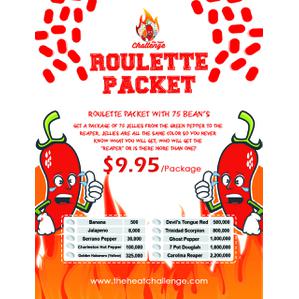 The Heat
Challenge
ROULETTE
PACKET
ROULETTE PACKET WITH 75 BEAN'S
GET A PACKAGE OF 75 JELLIES FROM THE GREEN PEPPER TO THE
REAPER, JELLIES ARE ALL THE SAME COLOR SO YOU NEVER
KNOW WHAT YOU WILL GET, WHO WILL GET THE
"REAPER" OR IS THERE MORE THAN ONE?
$9.95/Package
Banana 500
Jalapeno 8,000
Serrano Pepper 30,000
Charleston Hot Pepper 100,000
Golden Habanero (Yellow) 325,000
Devil's Tongue Red 500,000
Trinidad Scorpion 800,000
Ghost Pepper 1,000,000
7 Pot Douglah 1,800,000
Carolina Reaper 2,200,000
www.theheatchallenge.com